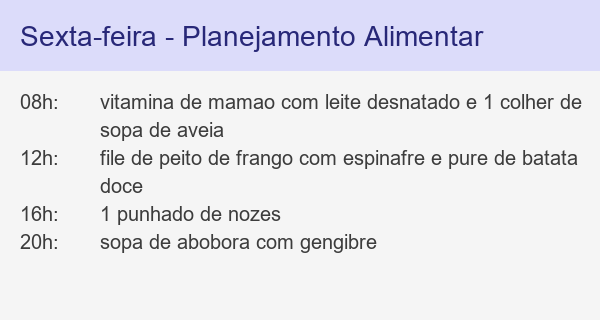 Sexta-feira - Planejamento Alimentar
08h: vitamina de mamao com leite desnatado e 1 colher de
sopa de aveia
12h: file de peito de frango com espinafre e pure de batata
doce
16h: 1 punhado de nozes
20h: sopa de abobora com gengibre